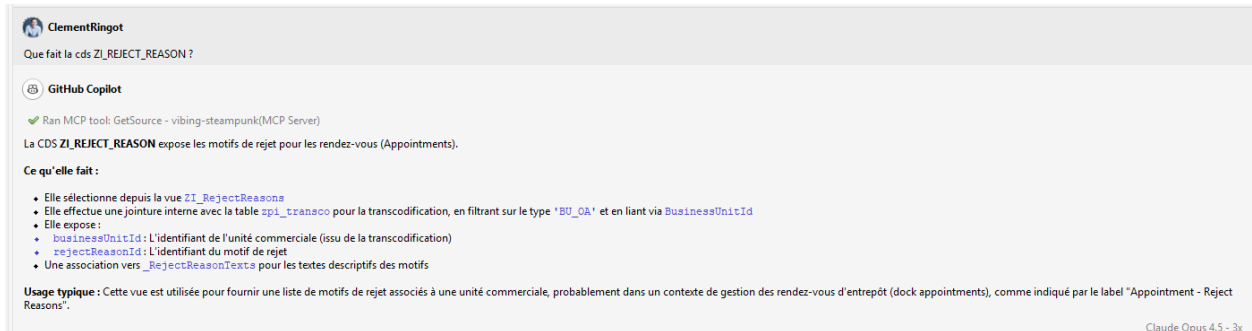 ClementRingot
Que fait la cds ZI_REJECT_REASON ?
GitHub Copilot
Ran MCP tool: GetSource - vibing-steampunk(MCP Server)
La CDS ZI_REJECT_REASON expose les motifs de rejet pour les rendez-vous (Appointments).
Ce qu'elle fait :
Elle sélectionne depuis la vue ZI_RejectReasons
Elle effectue une jointure interne avec la table zpi_transco pour la transcodification, en filtrant sur le type 'BU_OA' et en liant via BusinessUnitId
Elle expose :
businessUnitId : L'identifiant de l'unité commerciale (issu de la transcodification)
rejectReasonId : L'identifiant du motif de rejet
Une association vers _RejectReasonTexts pour les textes descriptifs des motifs
Usage typique : Cette vue est utilisée pour fournir une liste de motifs de rejet associés à une unité commerciale, probablement dans un contexte de gestion des rendez-vous d'entrepôt (dock appointments), comme indiqué par le label "Appointment - Reject
Reasons".
Claude Opus 4.5 - 3x